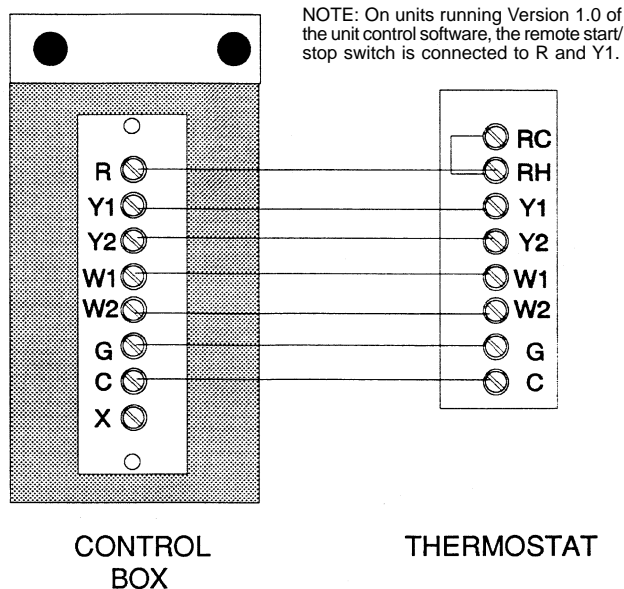 NOTE: On units running Version 1.0 of
the unit control software, the remote start/
stop switch is connected to R and Y1.
R
Y1
Y2
W1
W2
G
C
X
RC
RH
Y1
Y2
W1
W2
G
C
CONTROL
BOX
THERMOSTAT